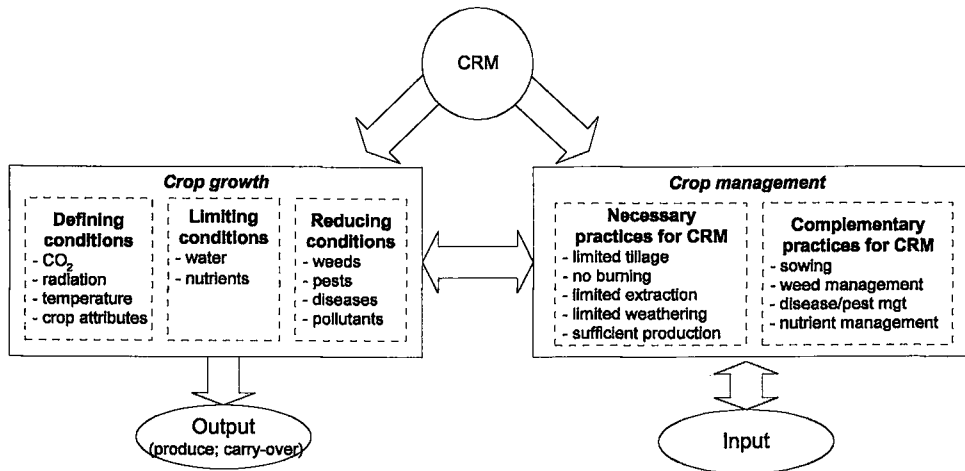 CRM
Crop growth
Defining
conditions
- CO₂
- radiation
- temperature
- crop attributes
Limiting
conditions
- water
- nutrients
Reducing
conditions
- weeds
- pests
- diseases
- pollutants
Crop management
Necessary
practices for CRM
- limited tillage
- no burning
- limited extraction
- limited weathering
- sufficient production
Complementary
practices for CRM
- sowing
- weed management
- disease/pest mgt
- nutrient management
Output
(produce; carry-over)
Input